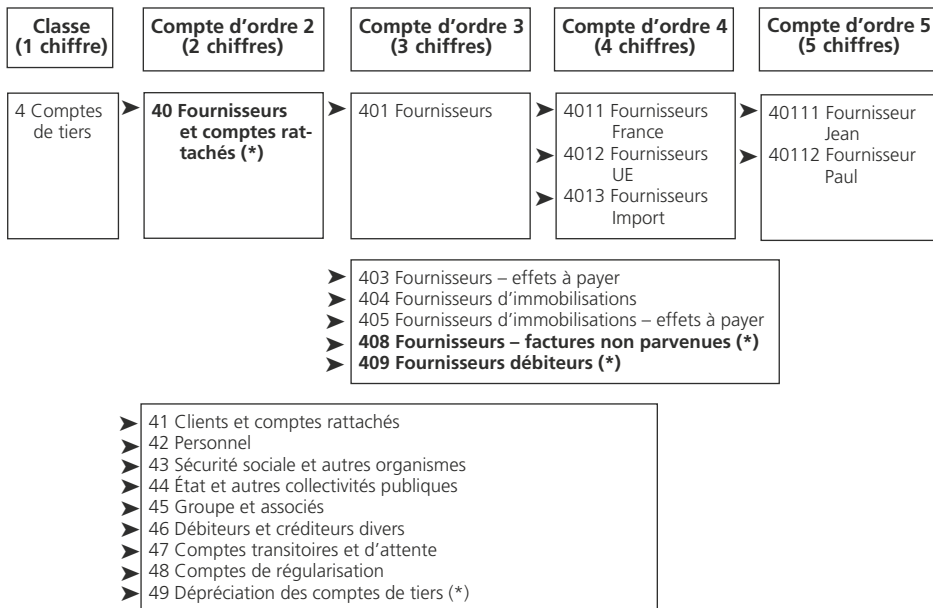 Classe
(1 chiffre)
Compte d'ordre 2
(2 chiffres)
Compte d'ordre 3
(3 chiffres)
Compte d'ordre 4
(4 chiffres)
Compte d'ordre 5
(5 chiffres)
4 Comptes
de tiers
40 Fournisseurs
et comptes rat-
tachés (*)
401 Fournisseurs
4011 Fournisseurs
France
4012 Fournisseurs
UE
4013 Fournisseurs
Import
40111 Fournisseur
Jean
40112 Fournisseur
Paul
403 Fournisseurs – effets à payer
404 Fournisseurs d'immobilisations
405 Fournisseurs d'immobilisations – effets à payer
408 Fournisseurs – factures non parvenues (*)
409 Fournisseurs débiteurs (*)
41 Clients et comptes rattachés
42 Personnel
43 Sécurité sociale et autres organismes
44 État et autres collectivités publiques
45 Groupe et associés
46 Débiteurs et créditeurs divers
47 Comptes transitoires et d'attente
48 Comptes de régularisation
49 Dépréciation des comptes de tiers (*)